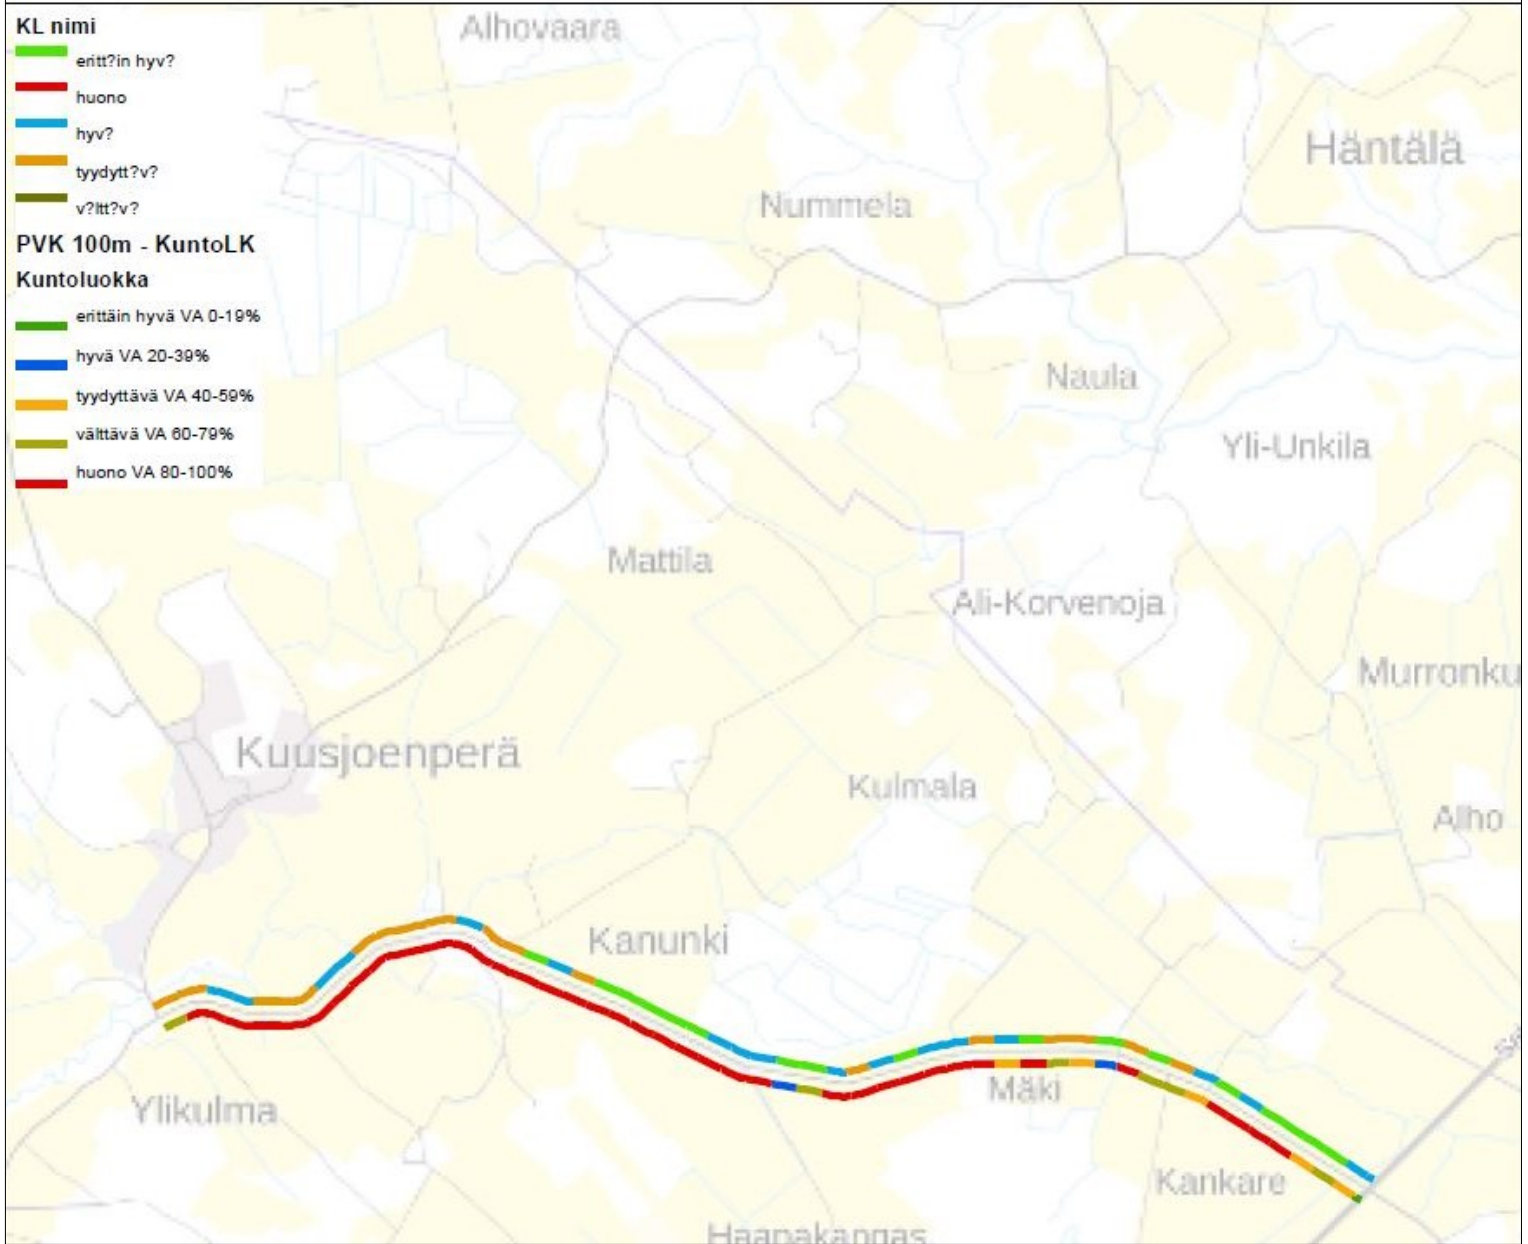 KL nimi
eritt?in hyv?
huono
hyv?
tyydytt?v?
v?ltt?v?
PVK 100m - KuntoLK
Kuntoluokka
erittäin hyvä VA 0-19%
hyvä VA 20-39%
tyydyttävä VA 40-59%
välttävä VA 60-79%
huono VA 80-100%
Alhovaara
Häntälä
Nummela
Naula
Yli-Unkila
Mattila
Ali-Korvenoja
Murronku
Kuusjoenperä
Kulmala
Alho
Kanunki
Mäki
Ylikulma
Kankare
Haapakangas